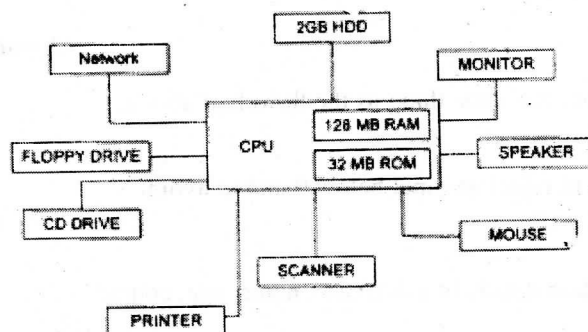 2GB HDD
Network
MONITOR
128 MB RAM
CPU
FLOPPY DRIVE
32 MB ROM
SPEAKER
CD DRIVE
MOUSE
SCANNER
PRINTER